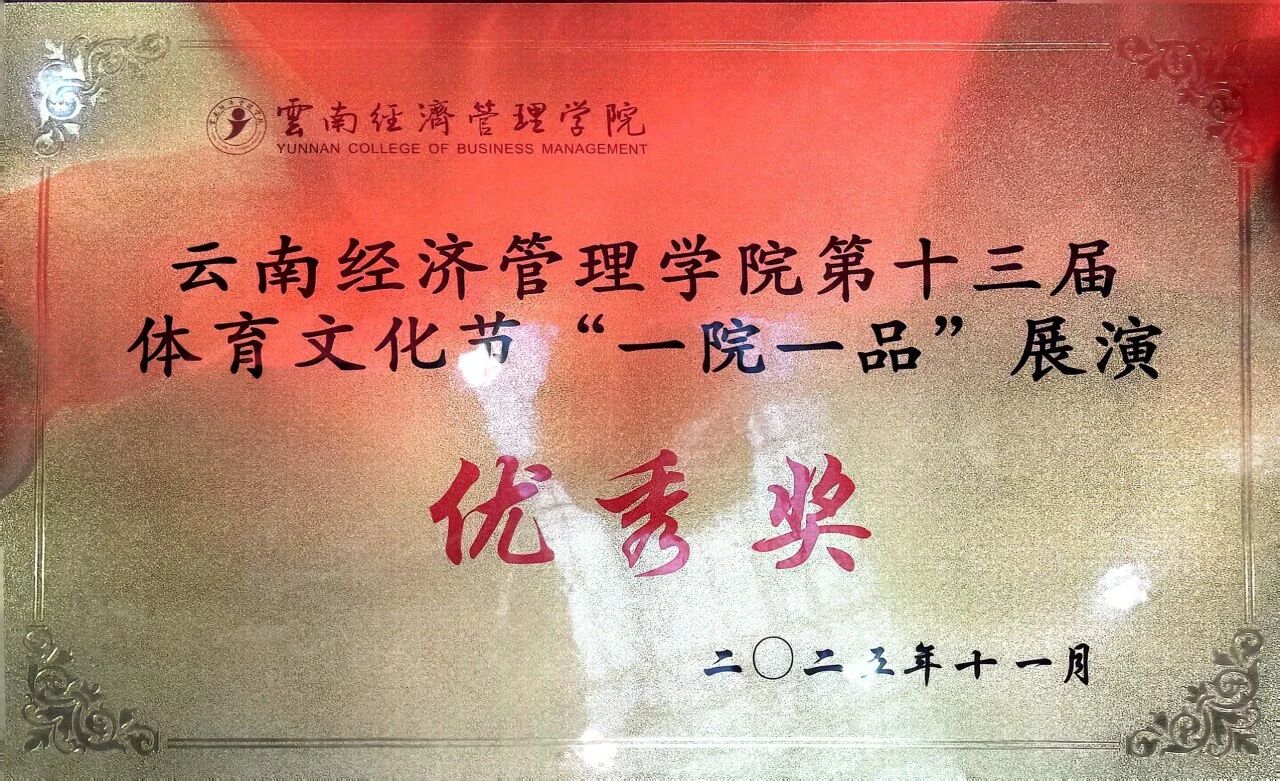 雲南经濟管理学院
YUNNAN COLLEGE OF BUSINESS MANAGEMENT
云南经济管理学院第十三届
体育文化节“一院一品”展演
优秀奖
二〇二五年十一月